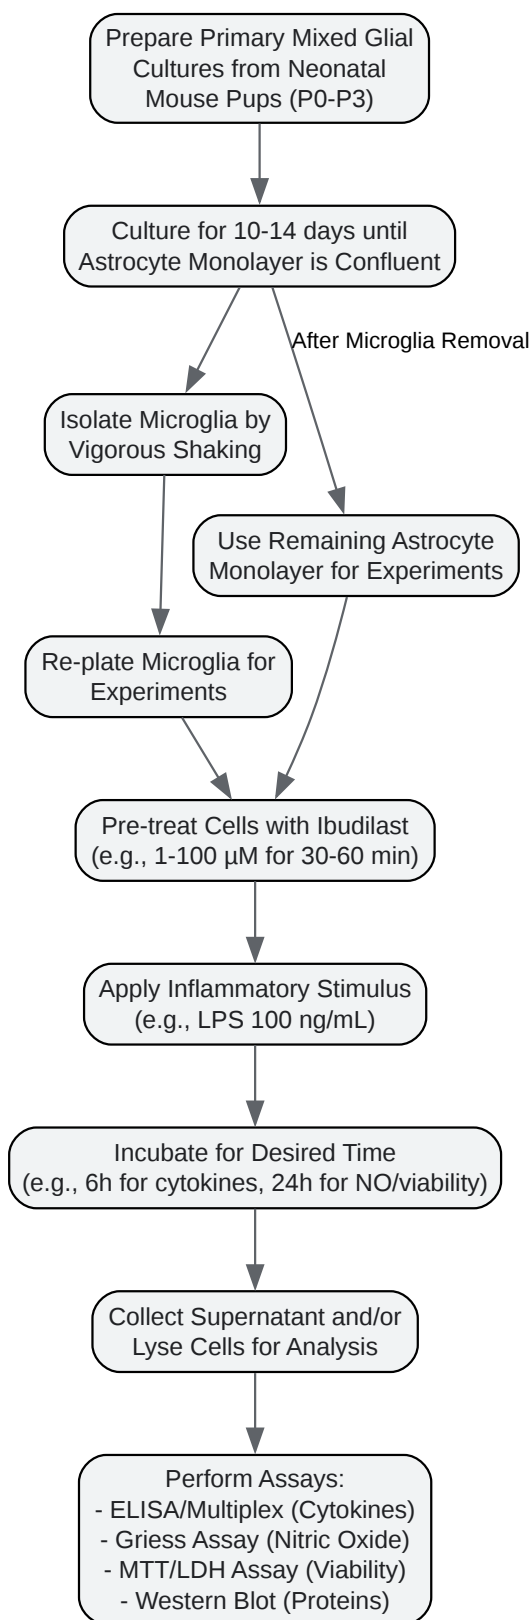 Prepare Primary Mixed Glial
Cultures from Neonatal
Mouse Pups (P0-P3)
Culture for 10-14 days until
Astrocyte Monolayer is Confluent
After Microglia Removal
Isolate Microglia by
Vigorous Shaking
Use Remaining Astrocyte
Monolayer for Experiments
Re-plate Microglia for
Experiments
Pre-treat Cells with Ibudilast
(e.g., 1-100 µM for 30-60 min)
Apply Inflammatory Stimulus
(e.g., LPS 100 ng/mL)
Incubate for Desired Time
(e.g., 6h for cytokines, 24h for NO/viability)
Collect Supernatant and/or
Lyse Cells for Analysis
Perform Assays:
- ELISA/Multiplex (Cytokines)
- Griess Assay (Nitric Oxide)
- MTT/LDH Assay (Viability)
- Western Blot (Proteins)